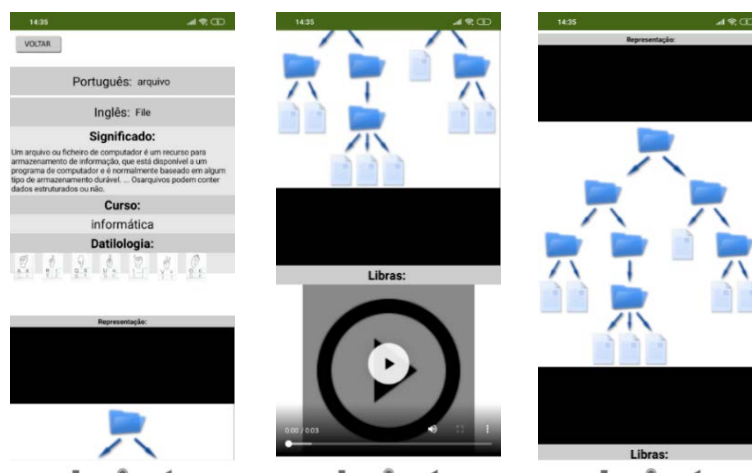 14:35
VOLTAR
Português: arquivo
Inglês: File
Significado:
Um arquivo ou ficheiro de computador é um recurso para
armazenamento de informação, que está disponível a um
programa de computador e é normalmente baseado em algum
tipo de armazenamento durável. ... Osarquivos podem conter
dados estruturados ou não.
Curso:
informática
Datilologia:
Representação:
14:35
Libras:
0:00 / 0:03
14:35
Representação:
Libras: